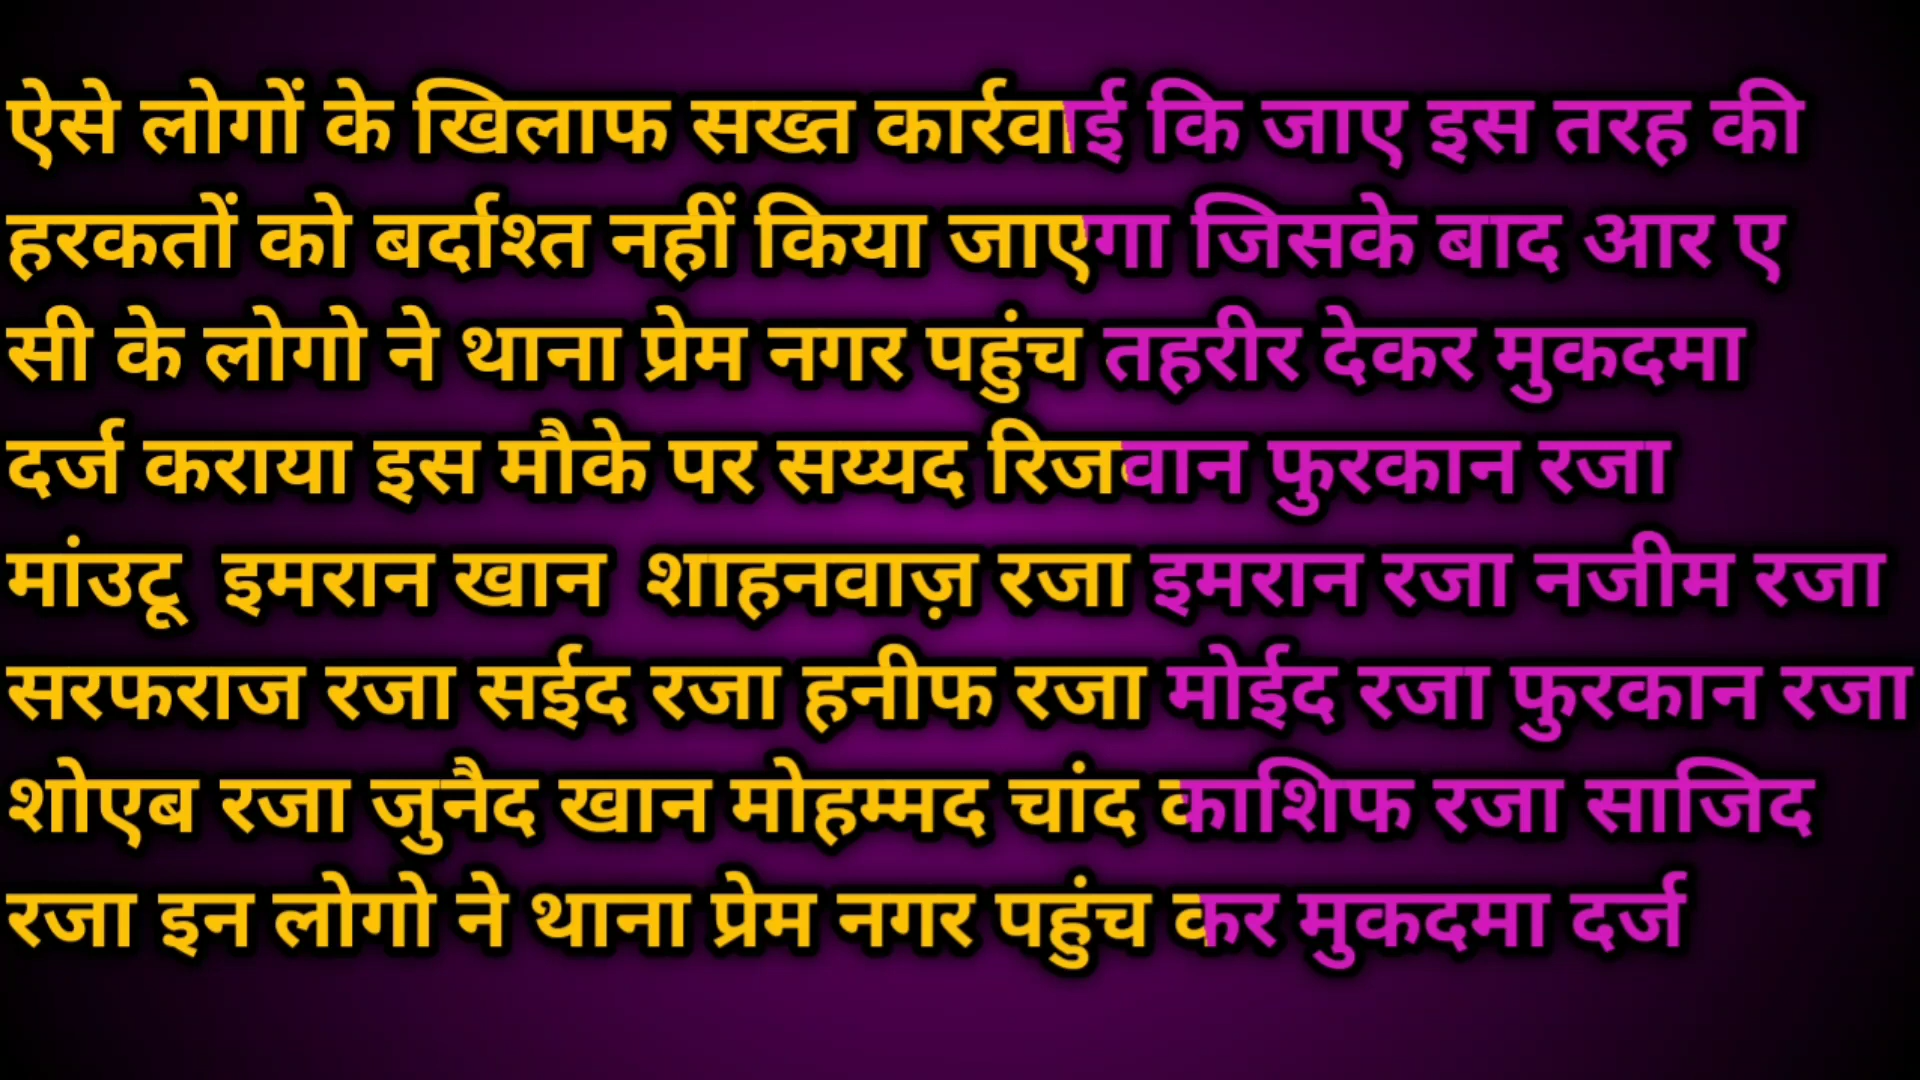 ऐसे लोगों के खिलाफ सख्त कार्रवाई कि जाए इस तरह की
हरकतों को बर्दाश्त नहीं किया जाएगा जिसके बाद आर ए
सी के लोगो ने थाना प्रेम नगर पहुंच तहरीर देकर मुकदमा
दर्ज कराया इस मौके पर सय्यद रिजवान फुरकान रजा
मांउटू इमरान खान शाहनवाज़ रजा इमरान रजा नजीम रजा
सरफराज रजा सईद रजा हनीफ रजा मोईद रजा फुरकान रजा
शोएब रजा जुनैद खान मोहम्मद चांद काशिफ रजा साजिद
रजा इन लोगो ने थाना प्रेम नगर पहुंच कर मुकदमा दर्ज